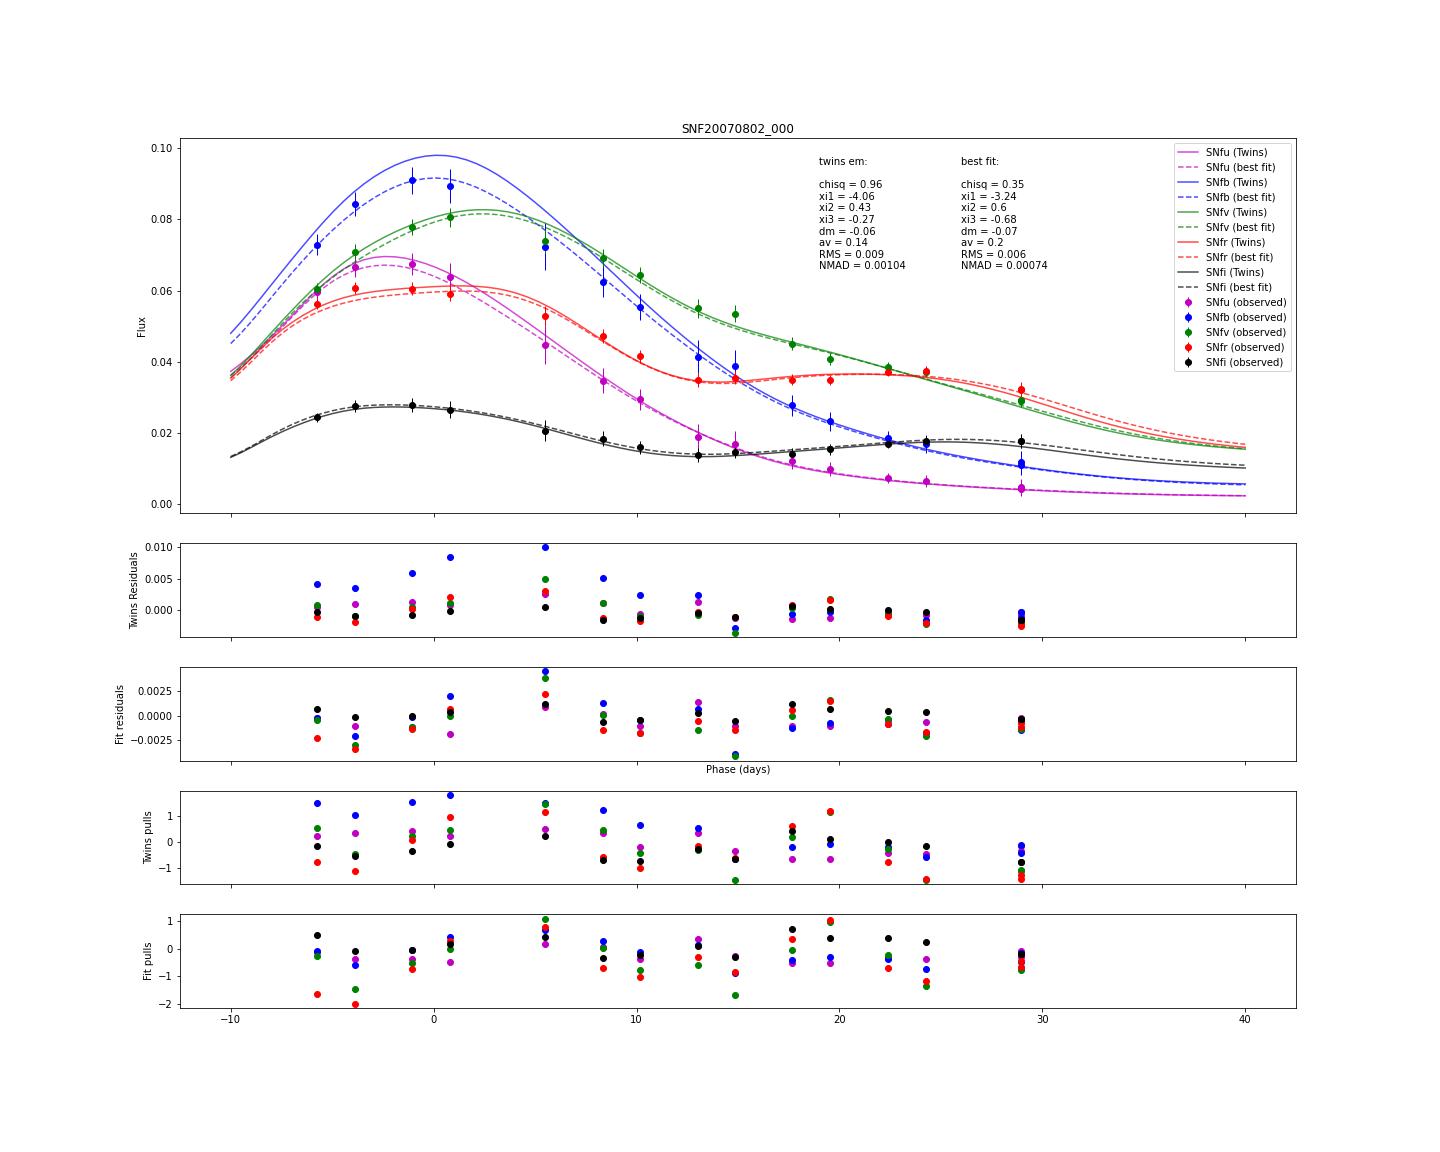 SNF20070802_000
0.10
0.08
0.06
0.04
0.02
0.00
Flux
twins em:
chisq = 0.96
xi1 = -4.06
xi2 = 0.43
xi3 = -0.27
dm = -0.06
av = 0.14
RMS = 0.009
NMAD = 0.00104
best fit:
chisq = 0.35
xi1 = -3.24
xi2 = 0.6
xi3 = -0.68
dm = -0.07
av = 0.2
RMS = 0.006
NMAD = 0.00074
SNfu (Twins)
SNfu (best fit)
SNfb (Twins)
SNfb (best fit)
SNfv (Twins)
SNfv (best fit)
SNfr (Twins)
SNfr (best fit)
SNfi (Twins)
SNfi (best fit)
SNfu (observed)
SNfb (observed)
SNfv (observed)
SNfr (observed)
SNfi (observed)
0.010
0.005
0.000
Twins Residuals
0.0025
0.0000
−0.0025
Fit residuals
Phase (days)
1
0
−1
Twins pulls
1
0
−1
−2
Fit pulls
−10
0
10
20
30
40